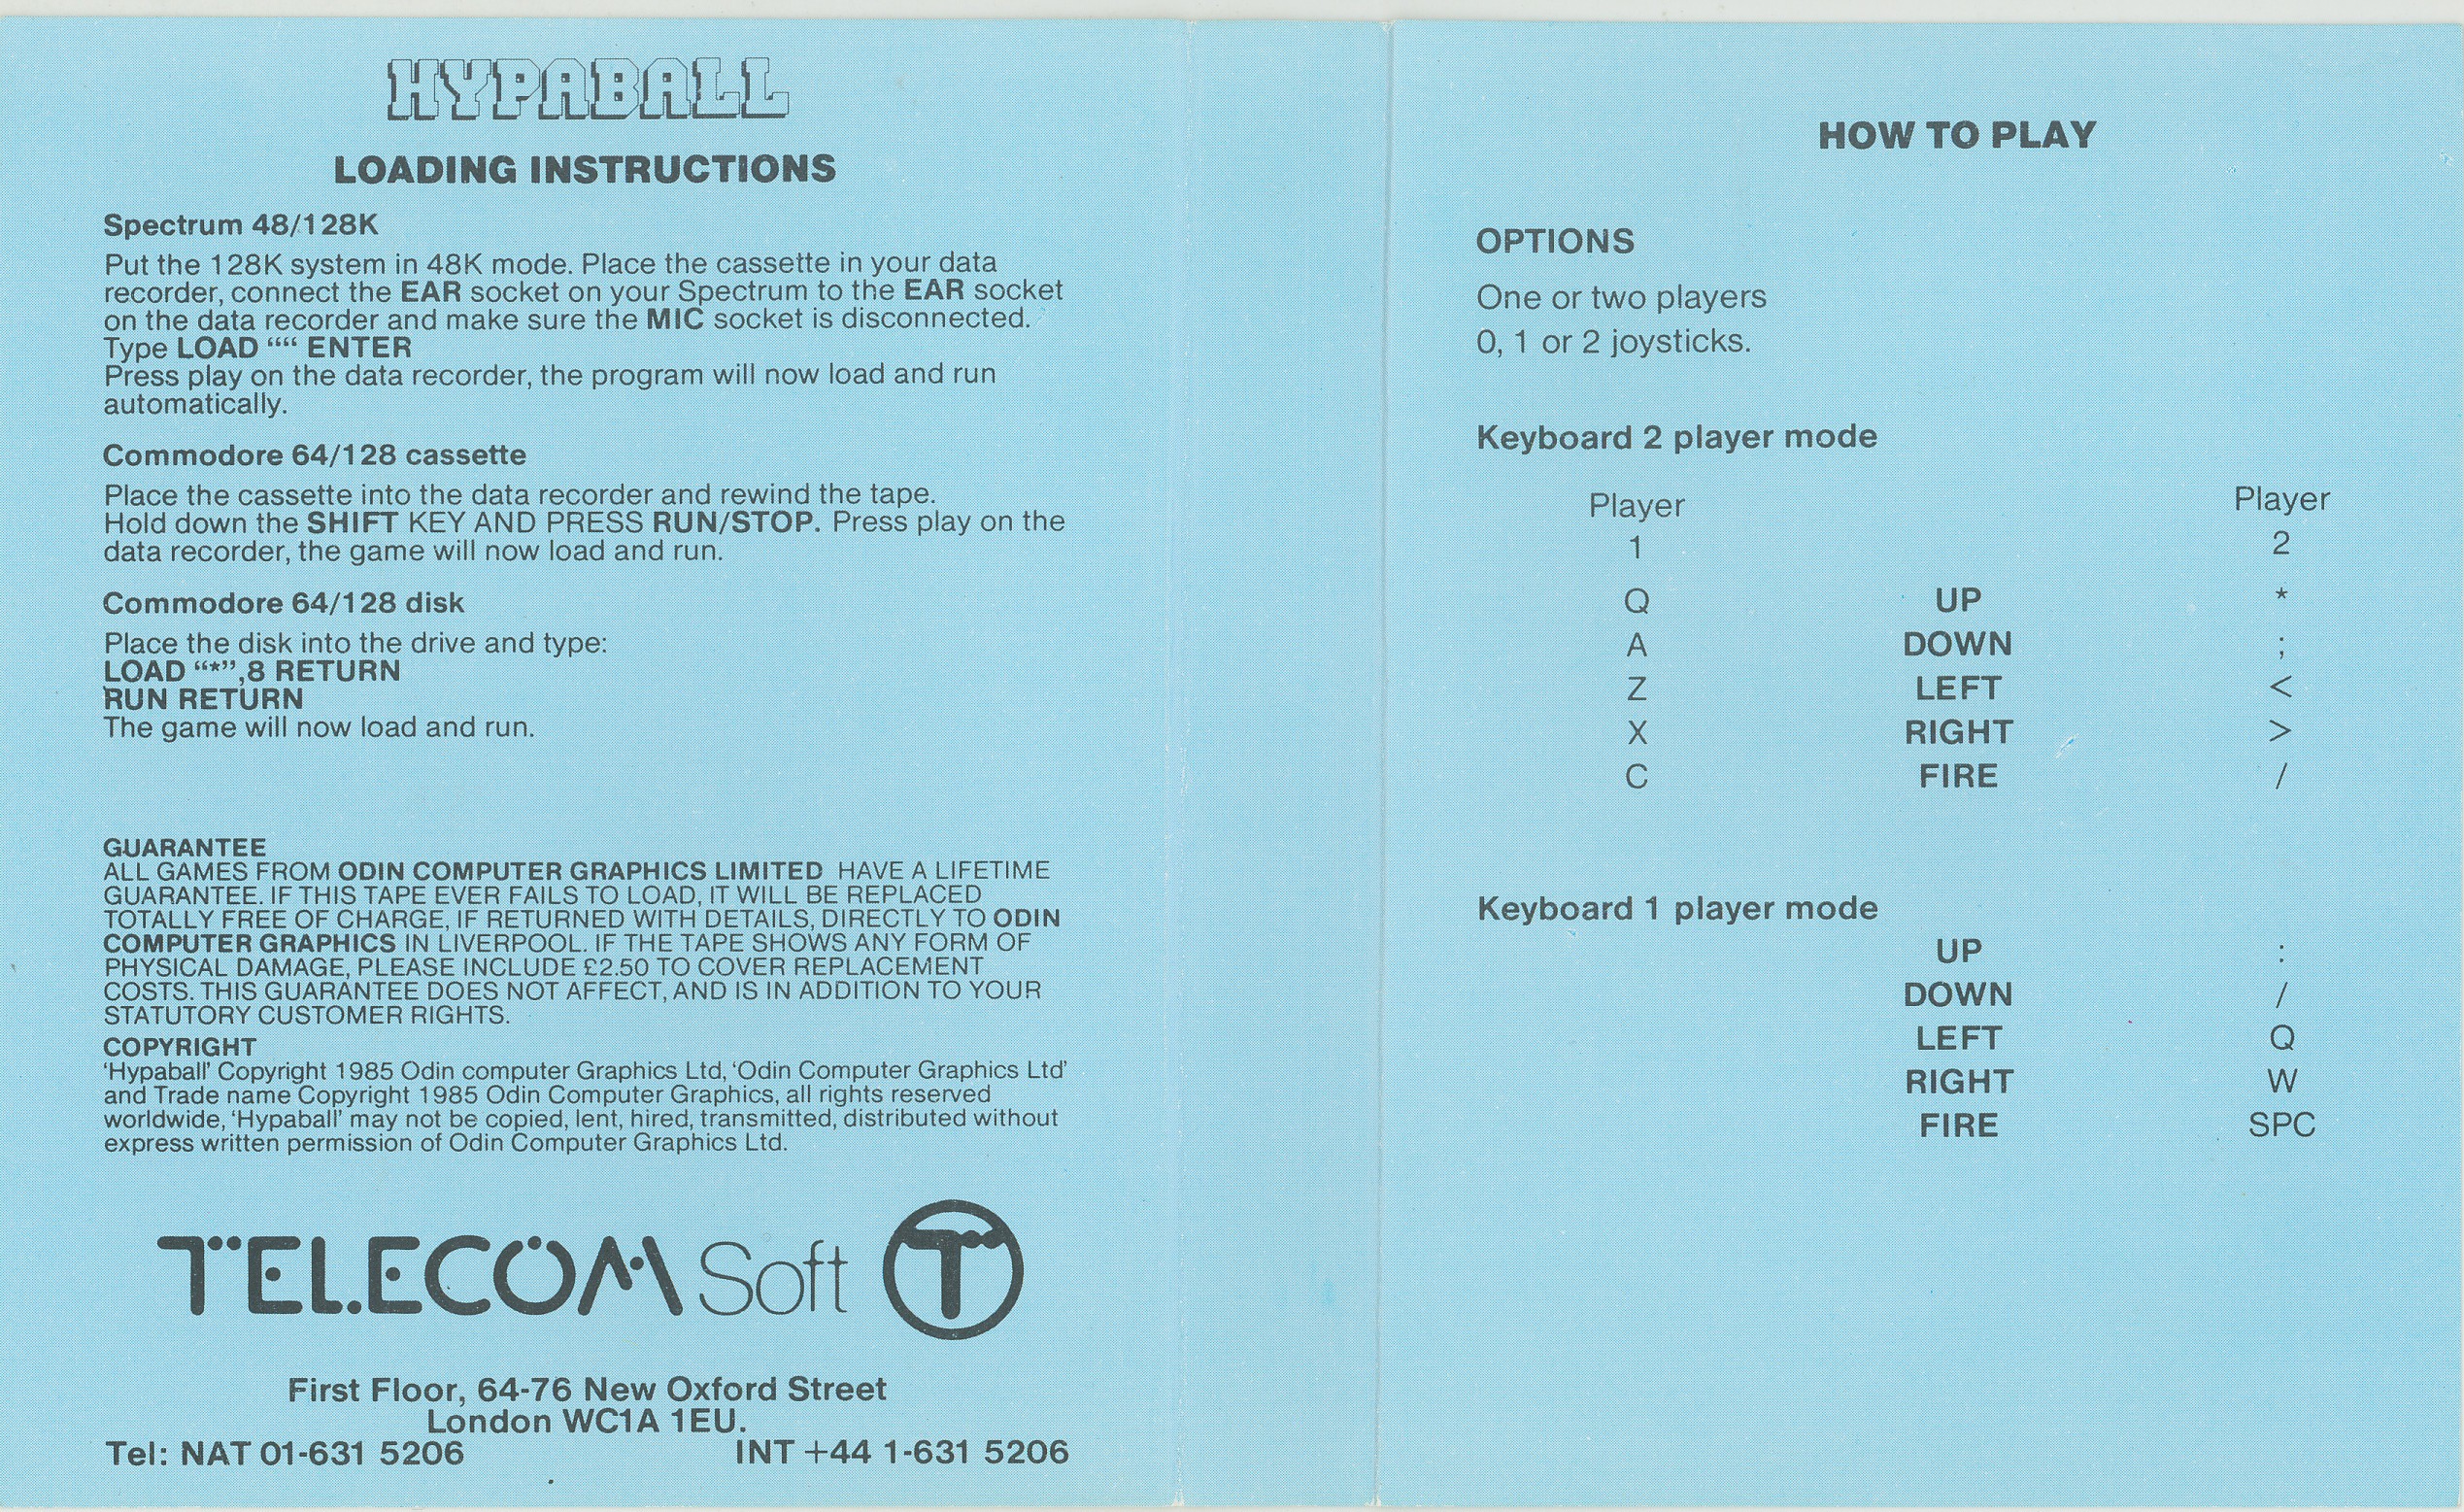 HYPABALL
LOADING INSTRUCTIONS
Spectrum 48/128K
Put the 128K system in 48K mode. Place the cassette in your data
recorder, connect the EAR socket on your Spectrum to the EAR socket
on the data recorder and make sure the MIC socket is disconnected.
Type LOAD ““ ENTER
Press play on the data recorder, the program will now load and run
automatically.
Commodore 64/128 cassette
Place the cassette into the data recorder and rewind the tape.
Hold down the SHIFT KEY AND PRESS RUN/STOP. Press play on the
data recorder, the game will now load and run.
Commodore 64/128 disk
Place the disk into the drive and type:
LOAD “*”,8 RETURN
RUN RETURN
The game will now load and run.
GUARANTEE
ALL GAMES FROM ODIN COMPUTER GRAPHICS LIMITED HAVE A LIFETIME
GUARANTEE. IF THIS TAPE EVER FAILS TO LOAD, IT WILL BE REPLACED
TOTALLY FREE OF CHARGE, IF RETURNED WITH DETAILS, DIRECTLY TO ODIN
COMPUTER GRAPHICS IN LIVERPOOL. IF THE TAPE SHOWS ANY FORM OF
PHYSICAL DAMAGE, PLEASE INCLUDE £2.50 TO COVER REPLACEMENT
COSTS. THIS GUARANTEE DOES NOT AFFECT, AND IS IN ADDITION TO YOUR
STATUTORY CUSTOMER RIGHTS.
COPYRIGHT
‘Hypaball’ Copyright 1985 Odin computer Graphics Ltd, ‘Odin Computer Graphics Ltd’
and Trade name Copyright 1985 Odin Computer Graphics, all rights reserved
worldwide, ‘Hypaball’ may not be copied, lent, hired, transmitted, distributed without
express written permission of Odin Computer Graphics Ltd.
TELECOM Soft T
First Floor, 64-76 New Oxford Street
London WC1A 1EU.
Tel: NAT 01-631 5206 INT +44 1-631 5206
HOW TO PLAY
OPTIONS
One or two players
0, 1 or 2 joysticks.
Keyboard 2 player mode
Player Player
1 2
Q UP *
A DOWN ;
Z LEFT <
X RIGHT >
C FIRE /
Keyboard 1 player mode
UP :
DOWN /
LEFT Q
RIGHT W
FIRE SPC